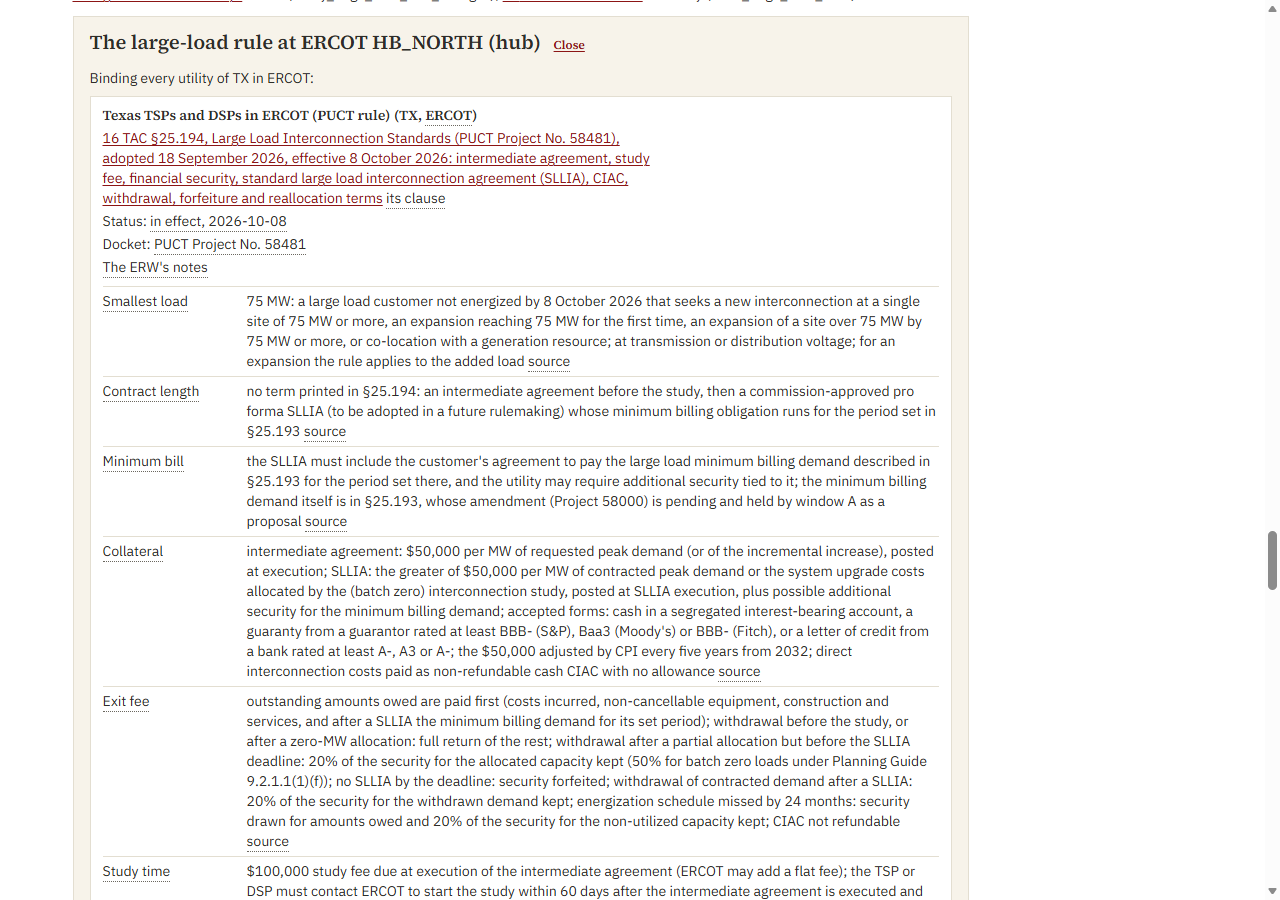 The large-load rule at ERCOT HB_NORTH (hub) Close
Binding every utility of TX in ERCOT:
Texas TSPs and DSPs in ERCOT (PUCT rule) (TX, ERCOT)
16 TAC §25.194, Large Load Interconnection Standards (PUCT Project No. 58481),
adopted 18 September 2026, effective 8 October 2026: intermediate agreement, study
fee, financial security, standard large load interconnection agreement (SLLIA), CIAC,
withdrawal, forfeiture and reallocation terms its clause
Status: in effect, 2026-10-08
Docket: PUCT Project No. 58481
The ERW's notes
Smallest load
75 MW: a large load customer not energized by 8 October 2026 that seeks a new interconnection at a single
site of 75 MW or more, an expansion reaching 75 MW for the first time, an expansion of a site over 75 MW by
75 MW or more, or co-location with a generation resource; at transmission or distribution voltage; for an
expansion the rule applies to the added load source
Contract length
no term printed in §25.194: an intermediate agreement before the study, then a commission-approved pro
forma SLLIA (to be adopted in a future rulemaking) whose minimum billing obligation runs for the period set in
§25.193 source
Minimum bill
the SLLIA must include the customer's agreement to pay the large load minimum billing demand described in
§25.193 for the period set there, and the utility may require additional security tied to it; the minimum billing
demand itself is in §25.193, whose amendment (Project 58000) is pending and held by window A as a
proposal source
Collateral
intermediate agreement: $50,000 per MW of requested peak demand (or of the incremental increase), posted
at execution; SLLIA: the greater of $50,000 per MW of contracted peak demand or the system upgrade costs
allocated by the (batch zero) interconnection study, posted at SLLIA execution, plus possible additional
security for the minimum billing demand; accepted forms: cash in a segregated interest-bearing account, a
guaranty from a guarantor rated at least BBB- (S&P), Baa3 (Moody's) or BBB- (Fitch), or a letter of credit from
a bank rated at least A-, A3 or A-; the $50,000 adjusted by CPI every five years from 2032; direct
interconnection costs paid as non-refundable cash CIAC with no allowance source
Exit fee
outstanding amounts owed are paid first (costs incurred, non-cancellable equipment, construction and
services, and after a SLLIA the minimum billing demand for its set period); withdrawal before the study, or
after a zero-MW allocation: full return of the rest; withdrawal after a partial allocation but before the SLLIA
deadline: 20% of the security for the allocated capacity kept (50% for batch zero loads under Planning Guide
9.2.1.1(1)(f)); no SLLIA by the deadline: security forfeited; withdrawal of contracted demand after a SLLIA:
20% of the security for the withdrawn demand kept; energization schedule missed by 24 months: security
drawn for amounts owed and 20% of the security for the non-utilized capacity kept; CIAC not refundable
source
Study time
$100,000 study fee due at execution of the intermediate agreement (ERCOT may add a flat fee); the TSP or
DSP must contact ERCOT to start the study within 60 days after the intermediate agreement is executed and